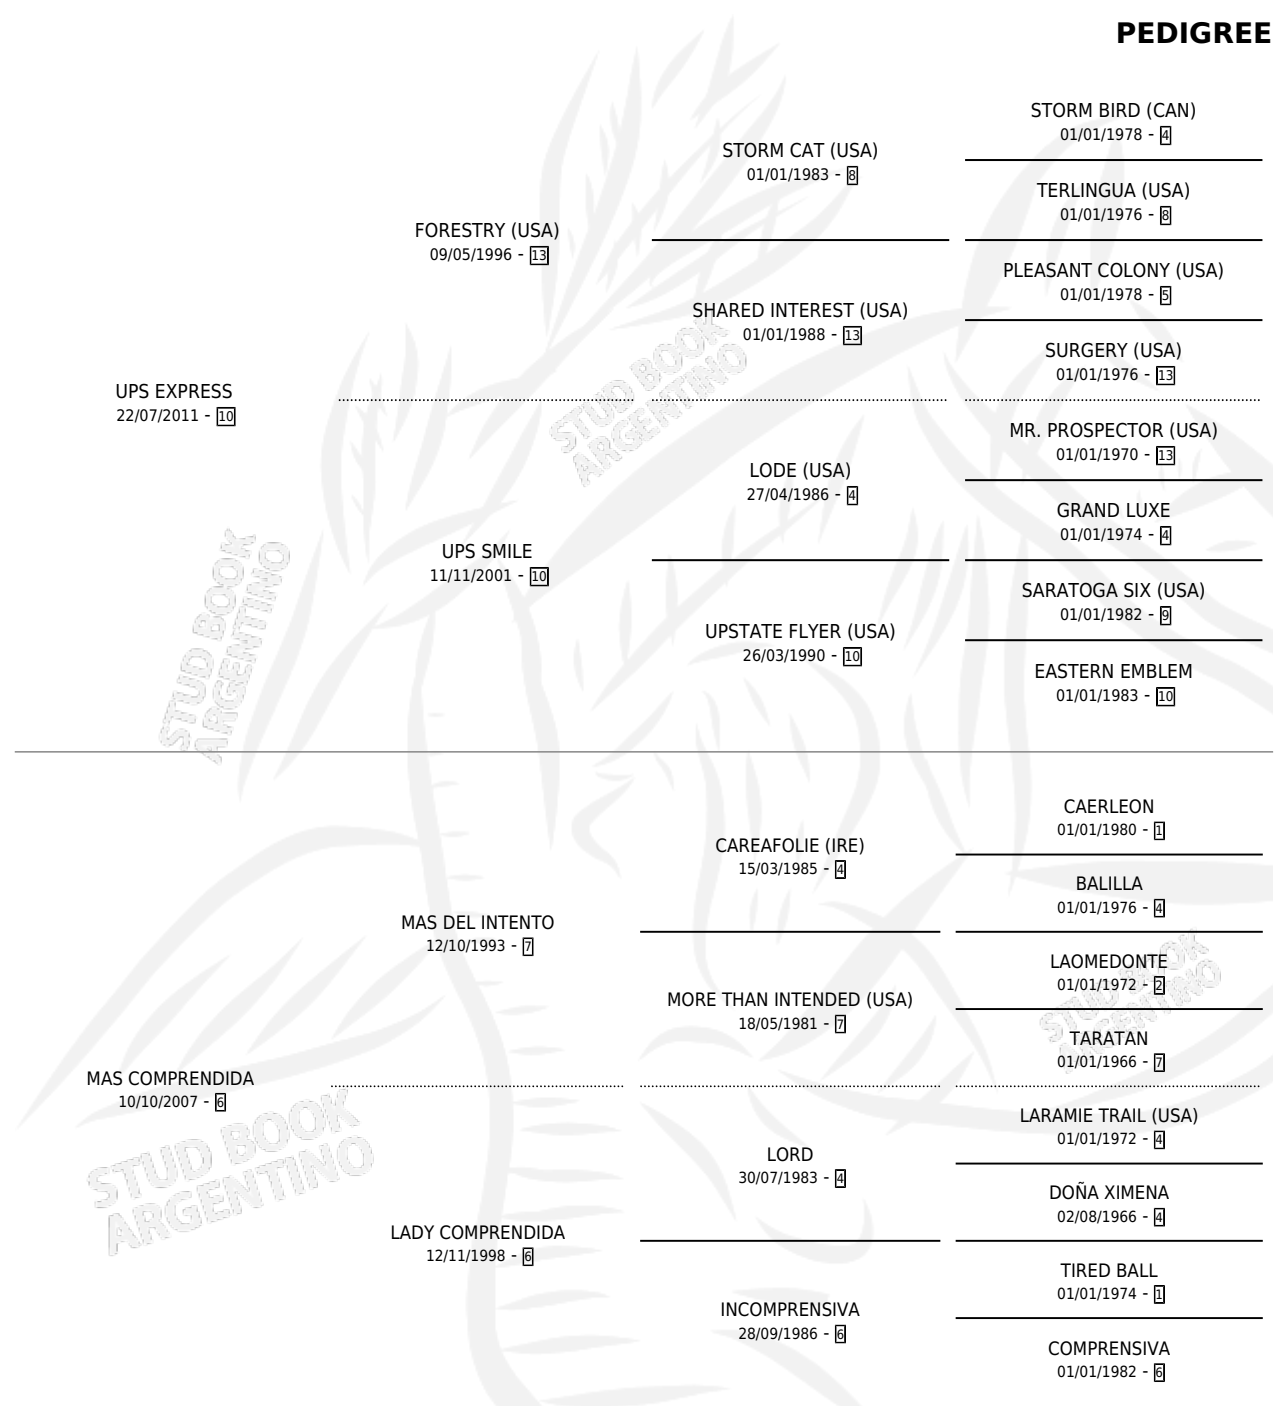 PEDIGREE
STORM BIRD (CAN)
01/01/1978 - 4
STORM CAT (USA)
01/01/1983 - 8
TERLINGUA (USA)
01/01/1976 - 8
FORESTRY (USA)
09/05/1996 - 13
PLEASANT COLONY (USA)
01/01/1978 - 5
SHARED INTEREST (USA)
01/01/1988 - 13
SURGERY (USA)
01/01/1976 - 13
UPS EXPRESS
22/07/2011 - 10
MR. PROSPECTOR (USA)
01/01/1970 - 13
LODE (USA)
27/04/1986 - 4
GRAND LUXE
01/01/1974 - 4
UPS SMILE
11/11/2001 - 10
SARATOGA SIX (USA)
01/01/1982 - 9
UPSTATE FLYER (USA)
26/03/1990 - 10
EASTERN EMBLEM
01/01/1983 - 10
CAERLEON
01/01/1980 - 1
CAREAFOLIE (IRE)
15/03/1985 - 4
BALILLA
01/01/1976 - 4
MAS DEL INTENTO
12/10/1993 - 7
LAOMEDONTE
01/01/1972 - 2
MORE THAN INTENDED (USA)
18/05/1981 - 7
TARATAN
01/01/1966 - 7
MAS COMPRENDIDA
10/10/2007 - 6
LARAMIE TRAIL (USA)
01/01/1972 - 4
LORD
30/07/1983 - 4
DOÑA XIMENA
02/08/1966 - 4
LADY COMPRENDIDA
12/11/1998 - 6
TIRED BALL
01/01/1974 - 1
INCOMPRENSIVA
28/09/1986 - 6
COMPRENSIVA
01/01/1982 - 6
STUD BOOK
ARGENTINO
STUD BOOK
ARGENTINO
STUD BOOK
ARGENTINO
STUD BOOK
ARGENTINO